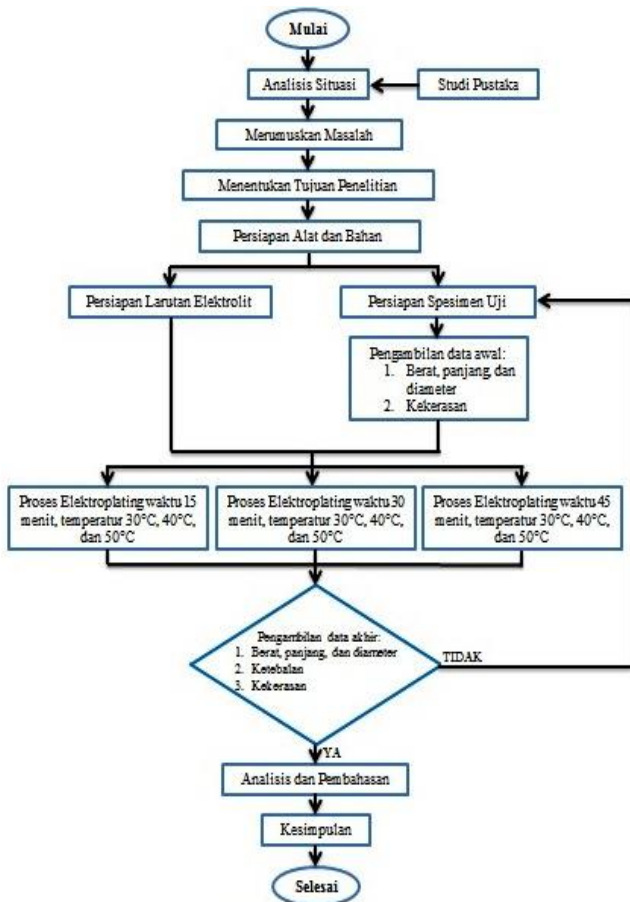 Mulai
Analisis Situasi
Studi Pustaka
Merumuskan Masalah
Menentukan Tujuan Penelitian
Persiapan Alat dan Bahan
Persiapan Larutan Elektrolit
Persiapan Spesimen Uji
Pengambilan data awal:
1. Berat, panjang, dan
diameter
2. Kekerasan
Proses Elektroplating waktu 15
menit, temperatur 30°C, 40°C,
dan 50°C
Proses Elektroplating waktu 30
menit, temperatur 30°C, 40°C,
dan 50°C
Proses Elektroplating waktu 45
menit, temperatur 30°C, 40°C,
dan 50°C
Pengambilan data akhir:
1. Berat, panjang, dan diameter
2. Ketebalan
3. Kekerasan
TIDAK
YA
Analisis dan Pembahasan
Kesimpulan
Selesai